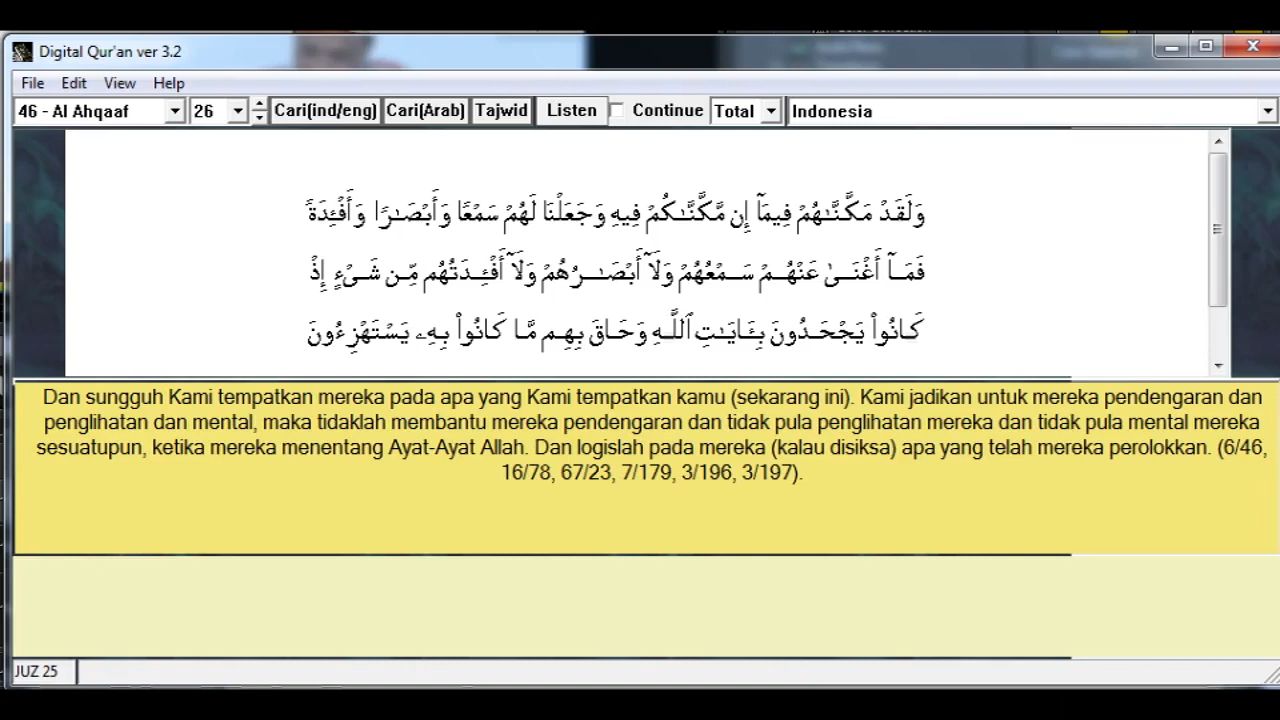 Digital Qur'an ver 3.2
File Edit View Help
46 - Al Ahqaaf 26 Cari(ind/eng) Cari(Arab) Tajwid Listen Continue Total Indonesia
وَلَقَدْ مَكَّنَّـٰهُمْ فِيمَآ إِن مَّكَّنَّـٰكُمْ فِيهِ وَجَعَلْنَا لَهُمْ سَمْعًا وَأَبْصَـٰرًا وَأَفْـِٔدَةً
فَمَآ أَغْنَىٰ عَنْهُمْ سَمْعُهُمْ وَلَآ أَبْصَـٰرُهُمْ وَلَآ أَفْـِٔدَتُهُم مِّن شَىْءٍ إِذْ
كَانُوا۟ يَجْحَدُونَ بِـَٔايَـٰتِ ٱللَّـهِ وَحَاقَ بِهِم مَّا كَانُوا۟ بِهِۦ يَسْتَهْزِءُونَ
Dan sungguh Kami tempatkan mereka pada apa yang Kami tempatkan kamu (sekarang ini). Kami jadikan untuk mereka pendengaran dan
penglihatan dan mental, maka tidaklah membantu mereka pendengaran dan tidak pula penglihatan mereka dan tidak pula mental mereka
sesuatupun, ketika mereka menentang Ayat-Ayat Allah. Dan logislah pada mereka (kalau disiksa) apa yang telah mereka perolokkan. (6/46,
16/78, 67/23, 7/179, 3/196, 3/197).
JUZ 25